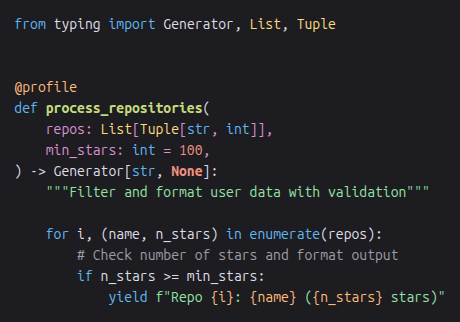 from typing import Generator, List, Tuple
@profile
def process_repositories(
    repos: List[Tuple[str, int]],
    min_stars: int = 100,
) -> Generator[str, None]:
    """Filter and format user data with validation"""
    for i, (name, n_stars) in enumerate(repos):
        # Check number of stars and format output
        if n_stars >= min_stars:
            yield f"Repo {i}: {name} ({n_stars} stars)"